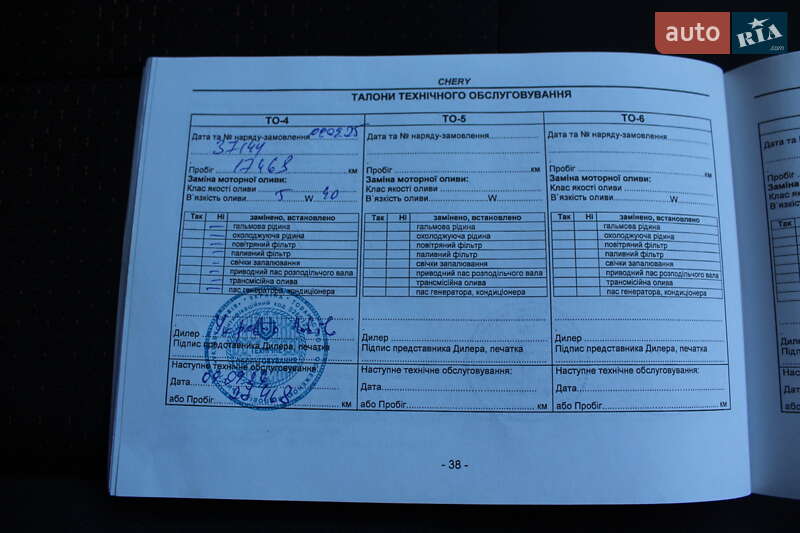 auto RIA.com
CHERY
ТАЛОНИ ТЕХНІЧНОГО ОБСЛУГОВУВАННЯ
ТО-4 ТО-5 ТО-6
Дата та № наряду-замовлення Дата та № наряду-замовлення Дата та № наряду-замовлення
37144
Пробіг 17463 км Пробіг км Пробіг км
Заміна моторної оливи: Заміна моторної оливи: Заміна моторної оливи:
Клас якості оливи Клас якості оливи Клас якості оливи
В`язкість оливи 5 W 40 В`язкість оливи W В`язкість оливи W
Так Ні замінено, встановлено Так Ні замінено, встановлено Так Ні замінено, встановлено
гальмова рідина гальмова рідина гальмова рідина
охолоджуюча рідина охолоджуюча рідина охолоджуюча рідина
повітряний фільтр повітряний фільтр повітряний фільтр
паливний фільтр паливний фільтр паливний фільтр
свічки запалювання свічки запалювання свічки запалювання
приводний пас розподільчого вала приводний пас розподільчого вала приводний пас розподільчого вала
трансмісійна олива трансмісійна олива трансмісійна олива
пас генератора, кондиціонера пас генератора, кондиціонера пас генератора, кондиціонера
Дилер Дилер Дилер
Підпис представника Дилера, печатка Підпис представника Дилера, печатка Підпис представника Дилера, печатка
Наступне технічне обслуговування: Наступне технічне обслуговування: Наступне технічне обслуговування:
Дата Дата Дата
або Пробіг км або Пробіг км або Пробіг км
- 38 -